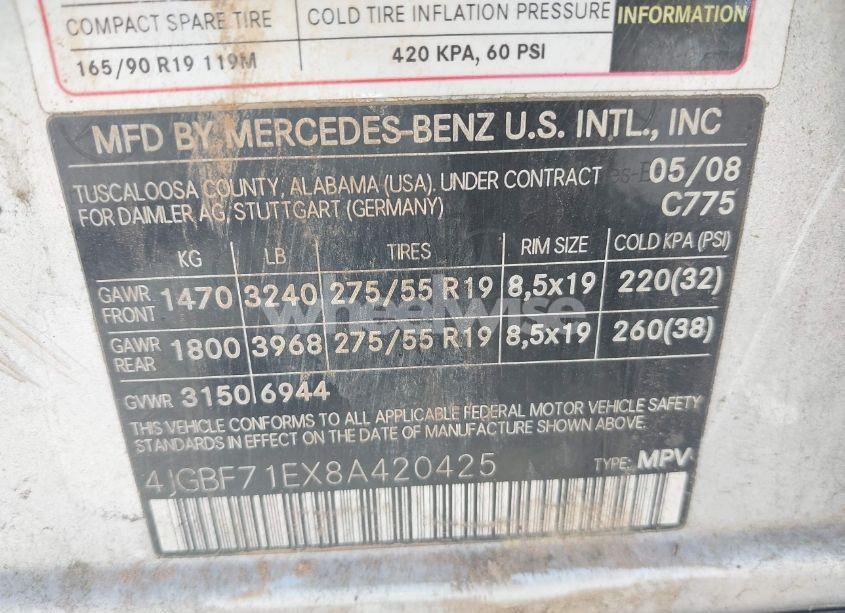 COMPACT SPARE TIRE COLD TIRE INFLATION PRESSURE INFORMATION
165/90 R19 119M 420 KPA, 60 PSI
MFD BY MERCEDES-BENZ U.S. INTL., INC
TUSCALOOSA COUNTY, ALABAMA (USA). UNDER CONTRACT 05/08
FOR DAIMLER AG, STUTTGART (GERMANY) C775
KG LB TIRES RIM SIZE COLD KPA (PSI)
GAWR FRONT 1470 3240 275/55 R19 8,5x19 220(32)
GAWR REAR 1800 3968 275/55 R19 8,5x19 260(38)
GVWR 3150 6944
THIS VEHICLE CONFORMS TO ALL APPLICABLE FEDERAL MOTOR VEHICLE SAFETY
STANDARDS IN EFFECT ON THE DATE OF MANUFACTURE SHOWN ABOVE.
4JGBF71EX8A420425 TYPE: MPV
wheelwise